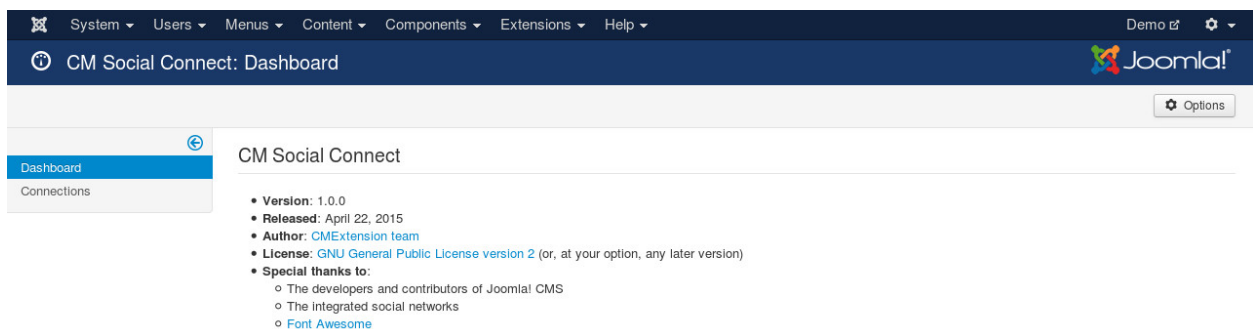 System Users Menus Content Components Extensions Help Demo
CM Social Connect: Dashboard Joomla!
Options
CM Social Connect
Dashboard
Connections
Version: 1.0.0
Released: April 22, 2015
Author: CMExtension team
License: GNU General Public License version 2 (or, at your option, any later version)
Special thanks to:
The developers and contributors of Joomla! CMS
The integrated social networks
Font Awesome